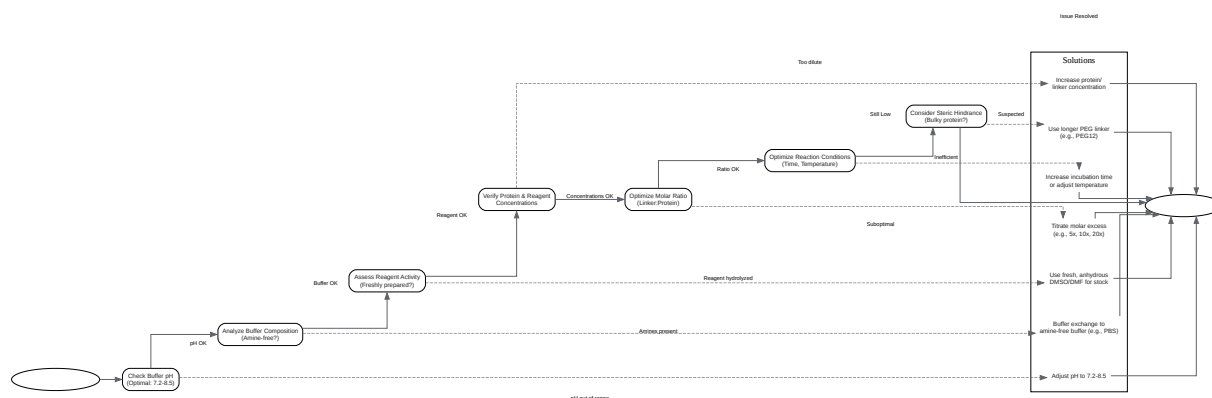 Issue Resolved
Solutions
Too dilute
Increase protein/
linker concentration
Still Low
Consider Steric Hindrance
(Bulky protein?)
Suspected
Use longer PEG linker
(e.g., PEG12)
Optimize Reaction Conditions
(Time, Temperature)
Inefficient
Ratio OK
Increase incubation time
or adjust temperature
Verify Protein & Reagent
Concentrations
Concentrations OK
Optimize Molar Ratio
(Linker:Protein)
Reagent OK
Suboptimal
Titrate molar excess
(e.g., 5x, 10x, 20x)
Buffer OK
Assess Reagent Activity
(Freshly prepared?)
Reagent hydrolyzed
Use fresh, anhydrous
DMSO/DMF for stock
Analyze Buffer Composition
(Amine-free?)
Amines present
Buffer exchange to
amine-free buffer (e.g., PBS)
pH OK
Check Buffer pH
(Optimal: 7.2-8.5)
Adjust pH to 7.2-8.5